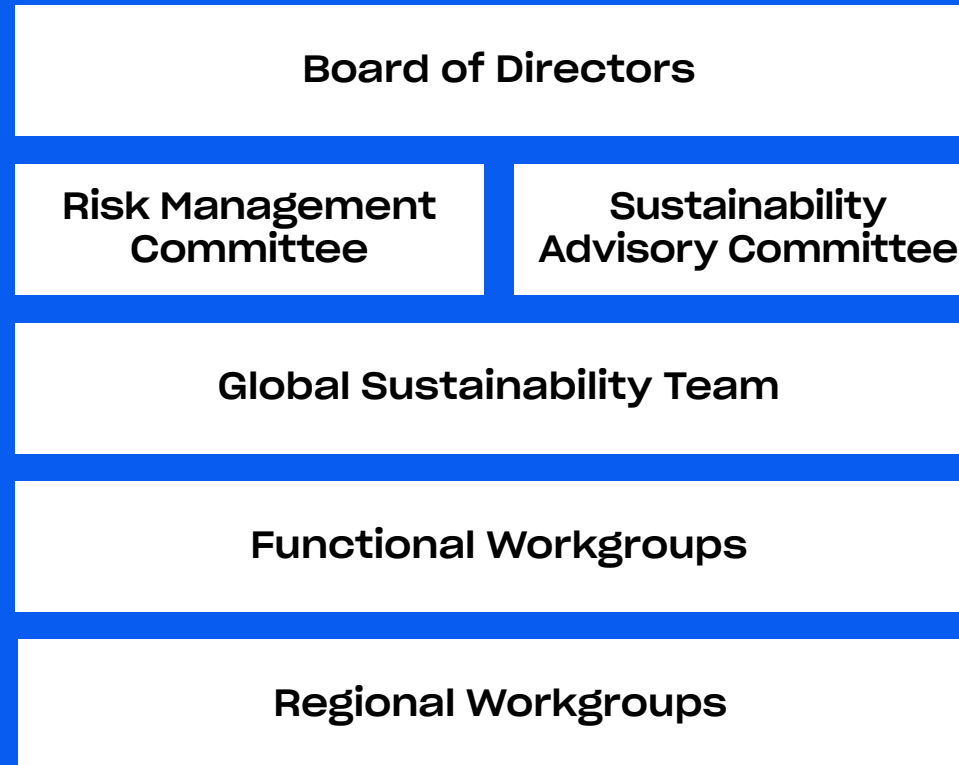 Board of Directors
Risk Management
Committee
Sustainability
Advisory Committee
Global Sustainability Team
Functional Workgroups
Regional Workgroups